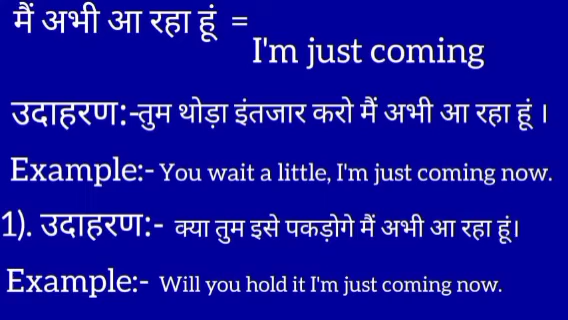 मैं अभी आ रहा हूं =
I'm just coming
उदाहरण:-तुम थोड़ा इंतजार करो मैं अभी आ रहा हूं ।
Example:- You wait a little, I'm just coming now.
1). उदाहरण:- क्या तुम इसे पकड़ोगे मैं अभी आ रहा हूं।
Example:- Will you hold it I'm just coming now.